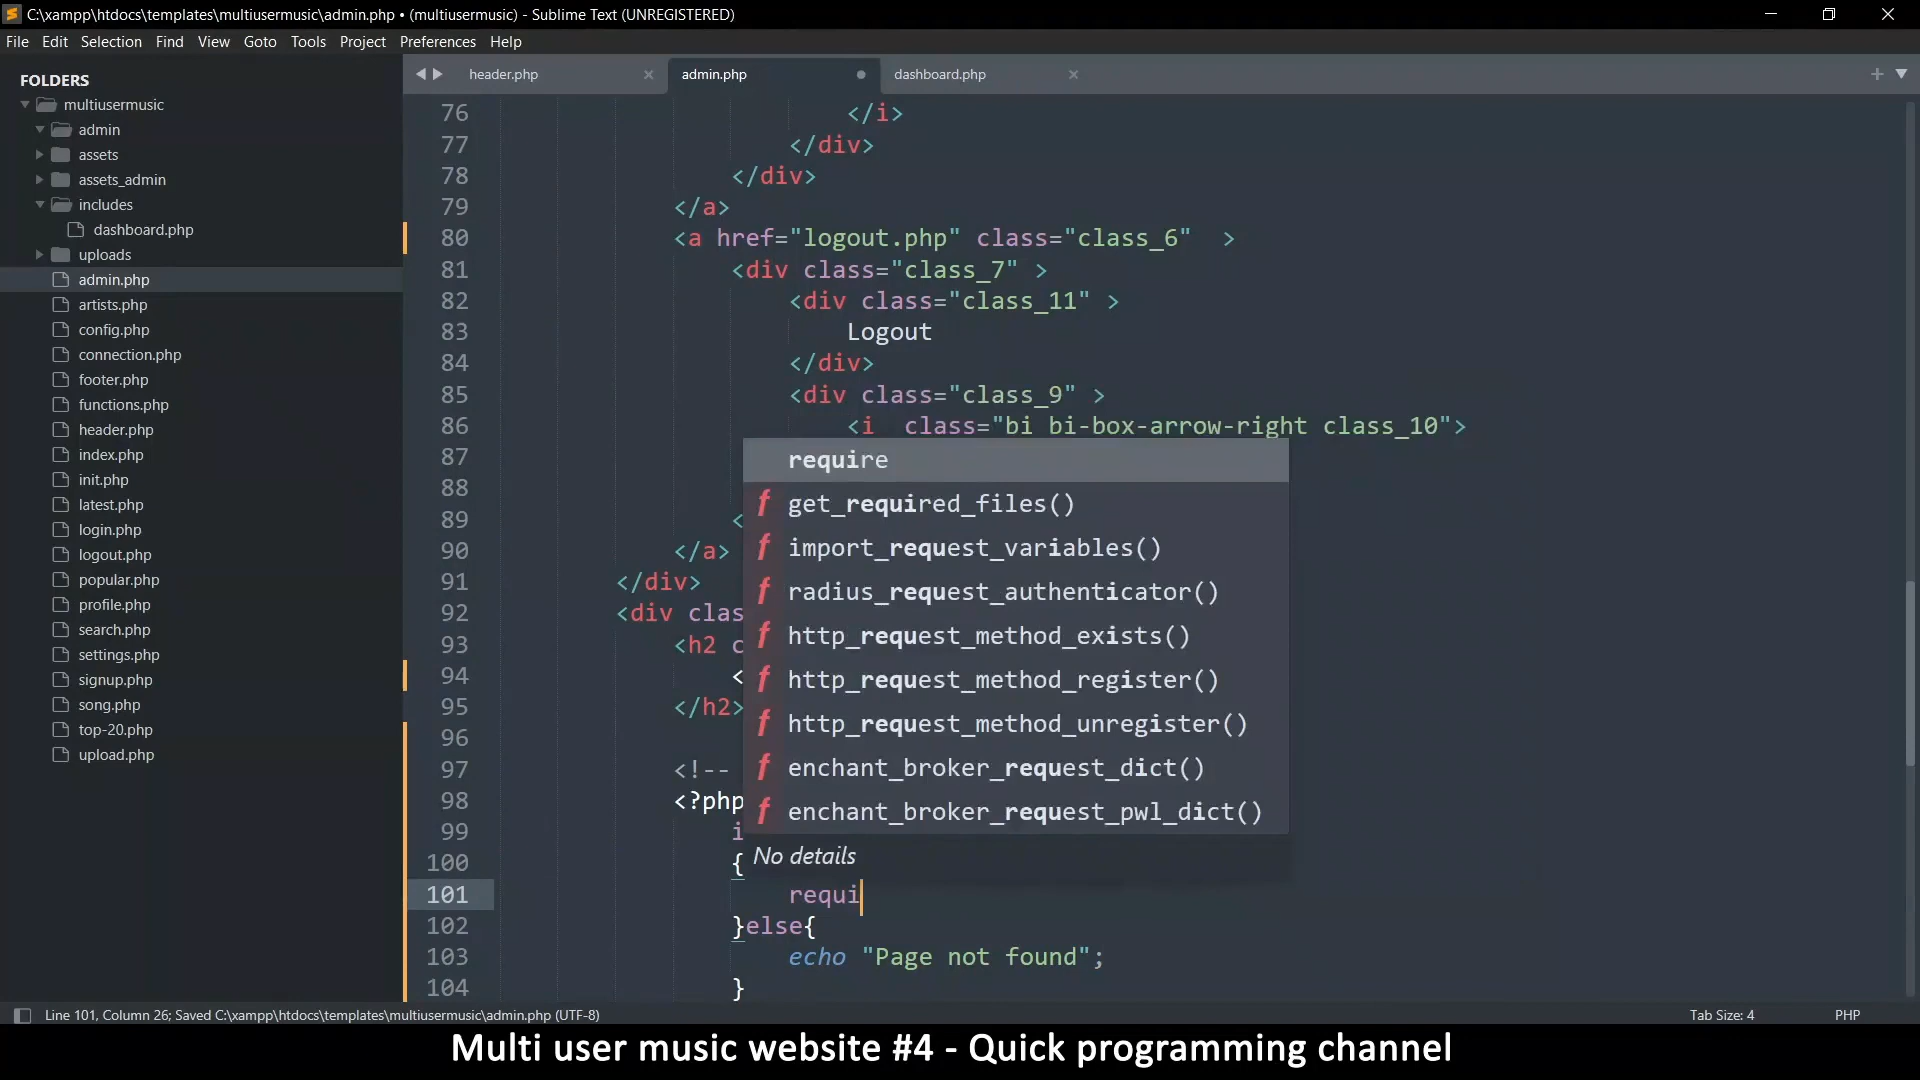 C:\xampp\htdocs\templates\multiusermusic\admin.php • (multiusermusic) - Sublime Text (UNREGISTERED)
File Edit Selection Find View Goto Tools Project Preferences Help
FOLDERS
multiusermusic
admin
assets
assets_admin
includes
dashboard.php
uploads
admin.php
artists.php
config.php
connection.php
footer.php
functions.php
header.php
index.php
init.php
latest.php
login.php
logout.php
popular.php
profile.php
search.php
settings.php
signup.php
song.php
top-20.php
upload.php
header.php admin.php dashboard.php
76 </i>
77 </div>
78 </div>
79 </a>
80 <a href="logout.php" class="class_6"  >
81 <div class="class_7" >
82 <div class="class_11" >
83 Logout
84 </div>
85 <div class="class_9" >
86 <i  class="bi bi-box-arrow-right class_10">
87
88
89 <
90 </a>
91 </div>
92 <div clas
93 <h2 c
94 <
95 </h2>
96
97 <!--
98 <?php
99 i
100 {
101 requi
102 }else{
103 echo "Page not found";
104 }
require
f get_required_files()
f import_request_variables()
f radius_request_authenticator()
f http_request_method_exists()
f http_request_method_register()
f http_request_method_unregister()
f enchant_broker_request_dict()
f enchant_broker_request_pwl_dict()
No details
Line 101, Column 26; Saved C:\xampp\htdocs\templates\multiusermusic\admin.php (UTF-8) Tab Size: 4 PHP
Multi user music website #4 - Quick programming channel